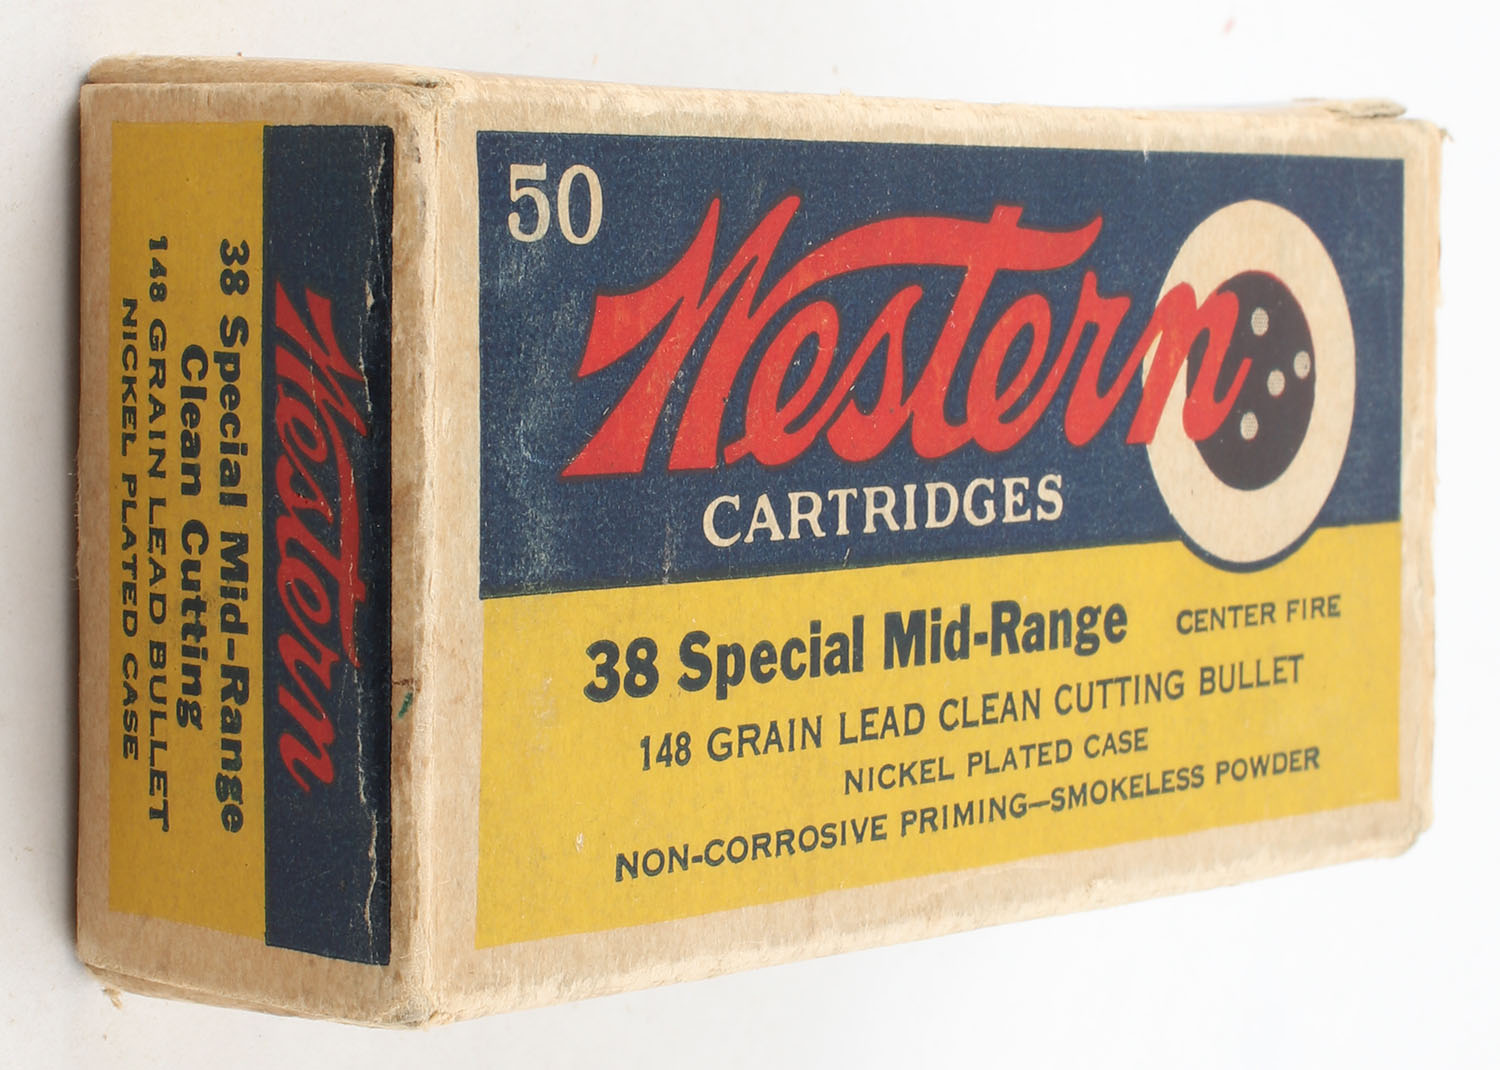 50
Western
CARTRIDGES
38 Special Mid-Range CENTER FIRE
148 GRAIN LEAD CLEAN CUTTING BULLET
NICKEL PLATED CASE
NON-CORROSIVE PRIMING—SMOKELESS POWDER
Western
38 Special Mid-Range
Clean Cutting
148 GRAIN LEAD BULLET
NICKEL PLATED CASE